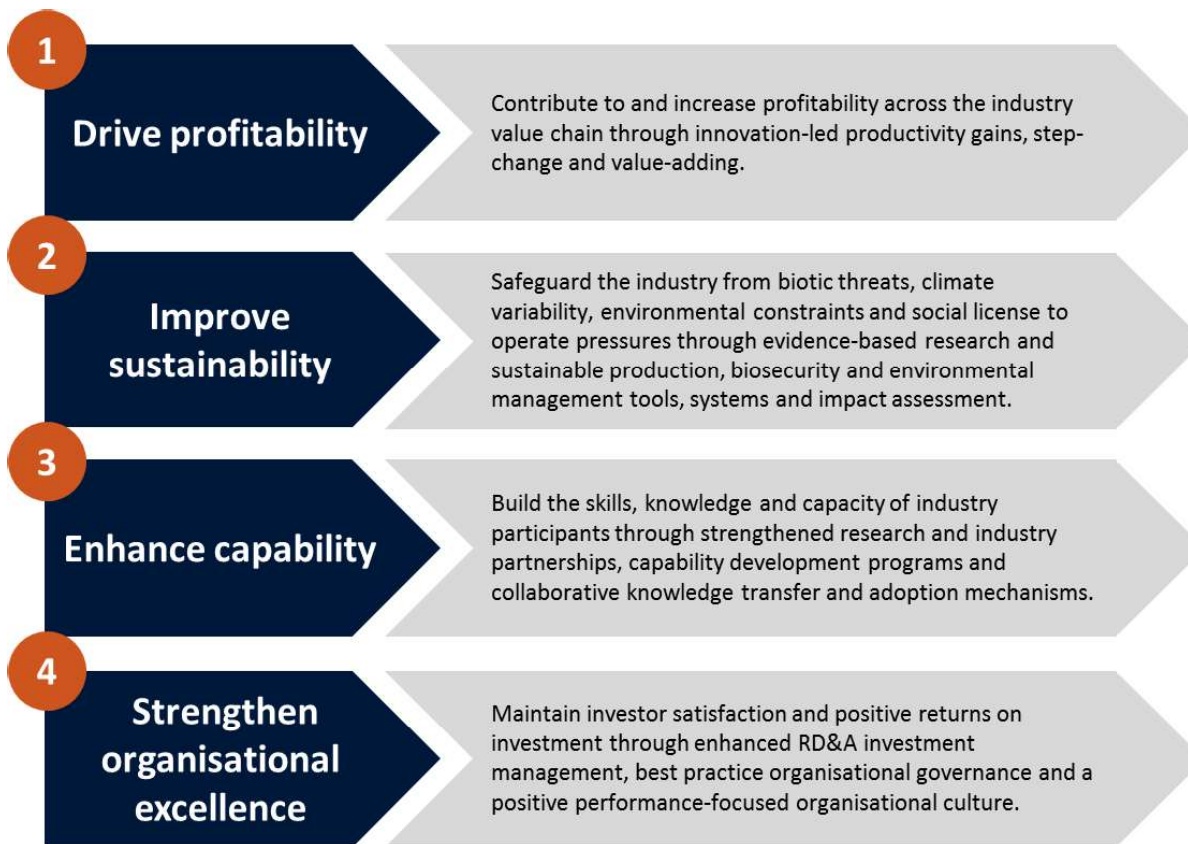 1
Drive profitability
Contribute to and increase profitability across the industry
value chain through innovation-led productivity gains, step-
change and value-adding.
2
Improve
sustainability
Safeguard the industry from biotic threats, climate
variability, environmental constraints and social license to
operate pressures through evidence-based research and
sustainable production, biosecurity and environmental
management tools, systems and impact assessment.
3
Enhance capability
Build the skills, knowledge and capacity of industry
participants through strengthened research and industry
partnerships, capability development programs and
collaborative knowledge transfer and adoption mechanisms.
4
Strengthen
organisational
excellence
Maintain investor satisfaction and positive returns on
investment through enhanced RD&A investment
management, best practice organisational governance and a
positive performance-focused organisational culture.